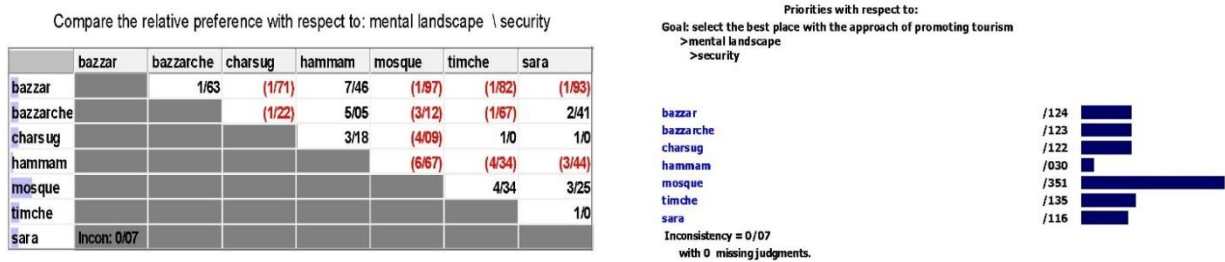 Compare the relative preference with respect to: mental landscape \ security
bazzar bazzarche charsug hammam mosque timche sara
bazzar 1/63 (1/71) 7/46 (1/97) (1/82) (1/93)
bazzarche (1/22) 5/05 (3/12) (1/67) 2/41
charsug 3/18 (4/09) 1/0 1/0
hammam (6/67) (4/34) (3/44)
mosque 4/34 3/25
timche 1/0
sara Incon: 0/07
Priorities with respect to:
Goal: select the best place with the approach of promoting tourism
>mental landscape
>security
bazzar /124
bazzarche /123
charsug /122
hammam /030
mosque /351
timche /135
sara /116
Inconsistency = 0/07
with 0 missing judgments.